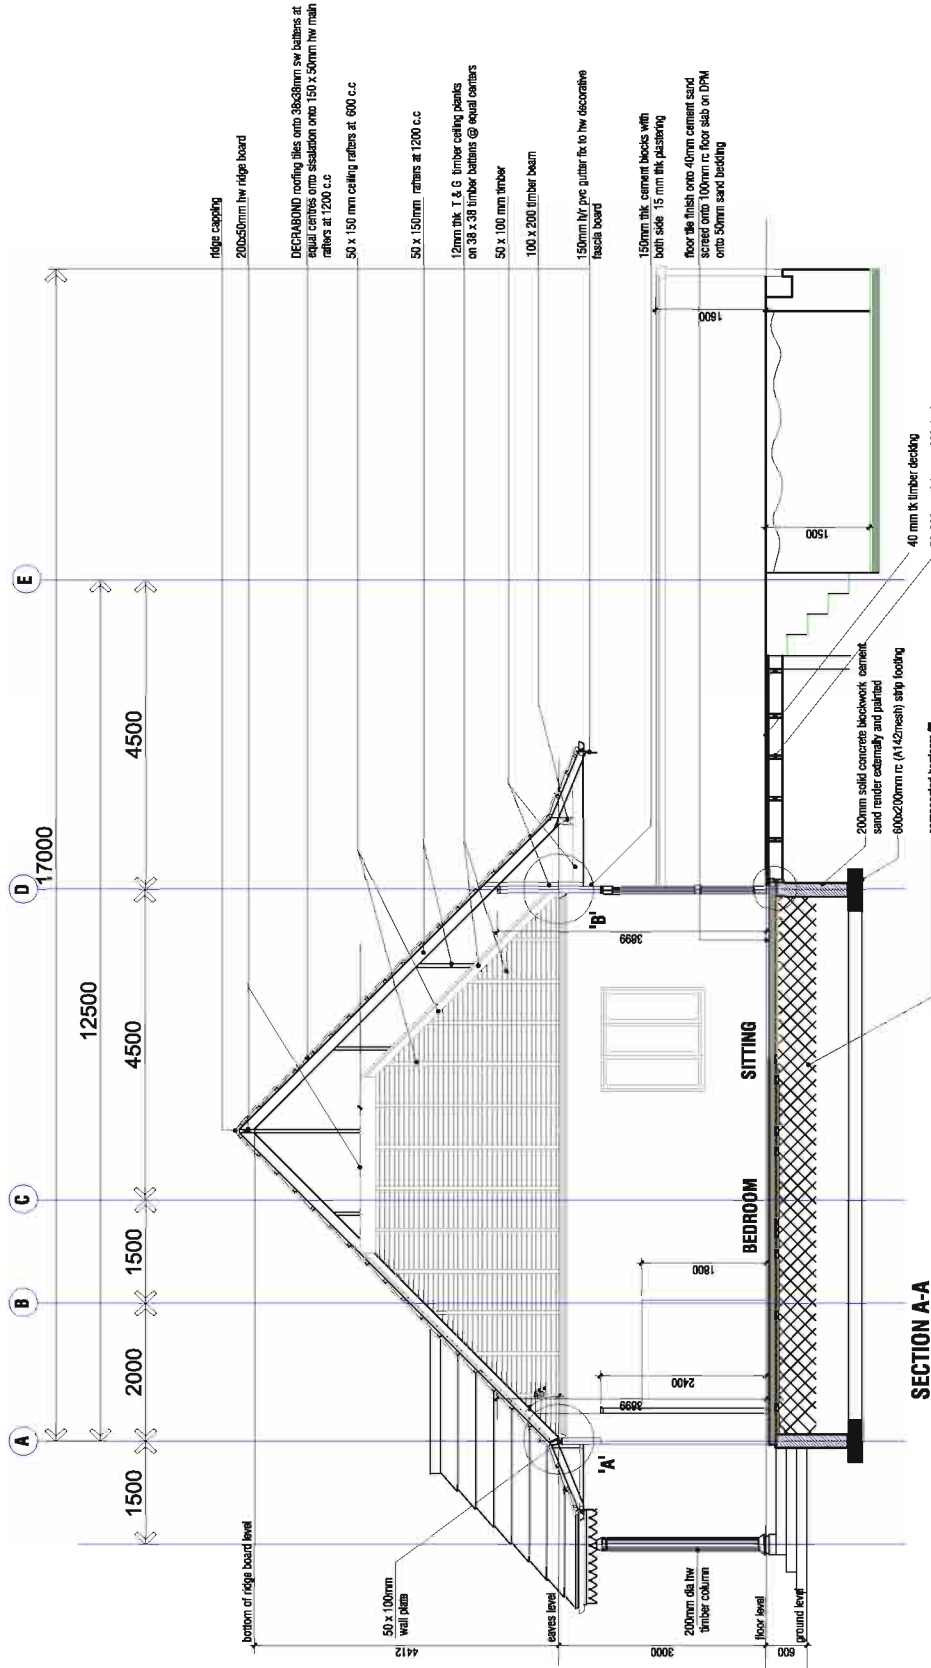 E
D
C
B
A
17000
12500
4500
4500
1500
2000
1500
ridge capping
200x50mm hw ridge board
DECRABOND roofing tiles onto 38x38mm sw battens at
equal centres onto sisalation onto 150 x 50mm hw main
rafters at 1200 c.c
50 x 150 mm ceiling rafters at 600 c.c
50 x 150mm rafters at 1200 c.c
12mm thk T & G timber ceiling planks
on 38 x 38 timber battens @ equal centers
50 x 100 mm timber
100 x 200 timber beam
150mm h/r pvc gutter fix to hw decorative
fascia board
150mm thk cement blocks with
both side 15 mm thk plastering
floor tile finish onto 40mm cement sand
screed onto 100mm rc floor slab on DPM
onto 50mm sand bedding
1600
1500
40 mm tk timber decking
200mm solid concrete blockwork cement
sand render externally and painted
600x200mm rc (A142mesh) strip footing
'B'
3899
SITTING
BEDROOM
1800
2400
3899
'A'
bottom of ridge board level
50 x 100mm
wall plate
eaves level
200mm dia hw
timber column
floor level
ground level
4412
3000
600
SECTION A-A